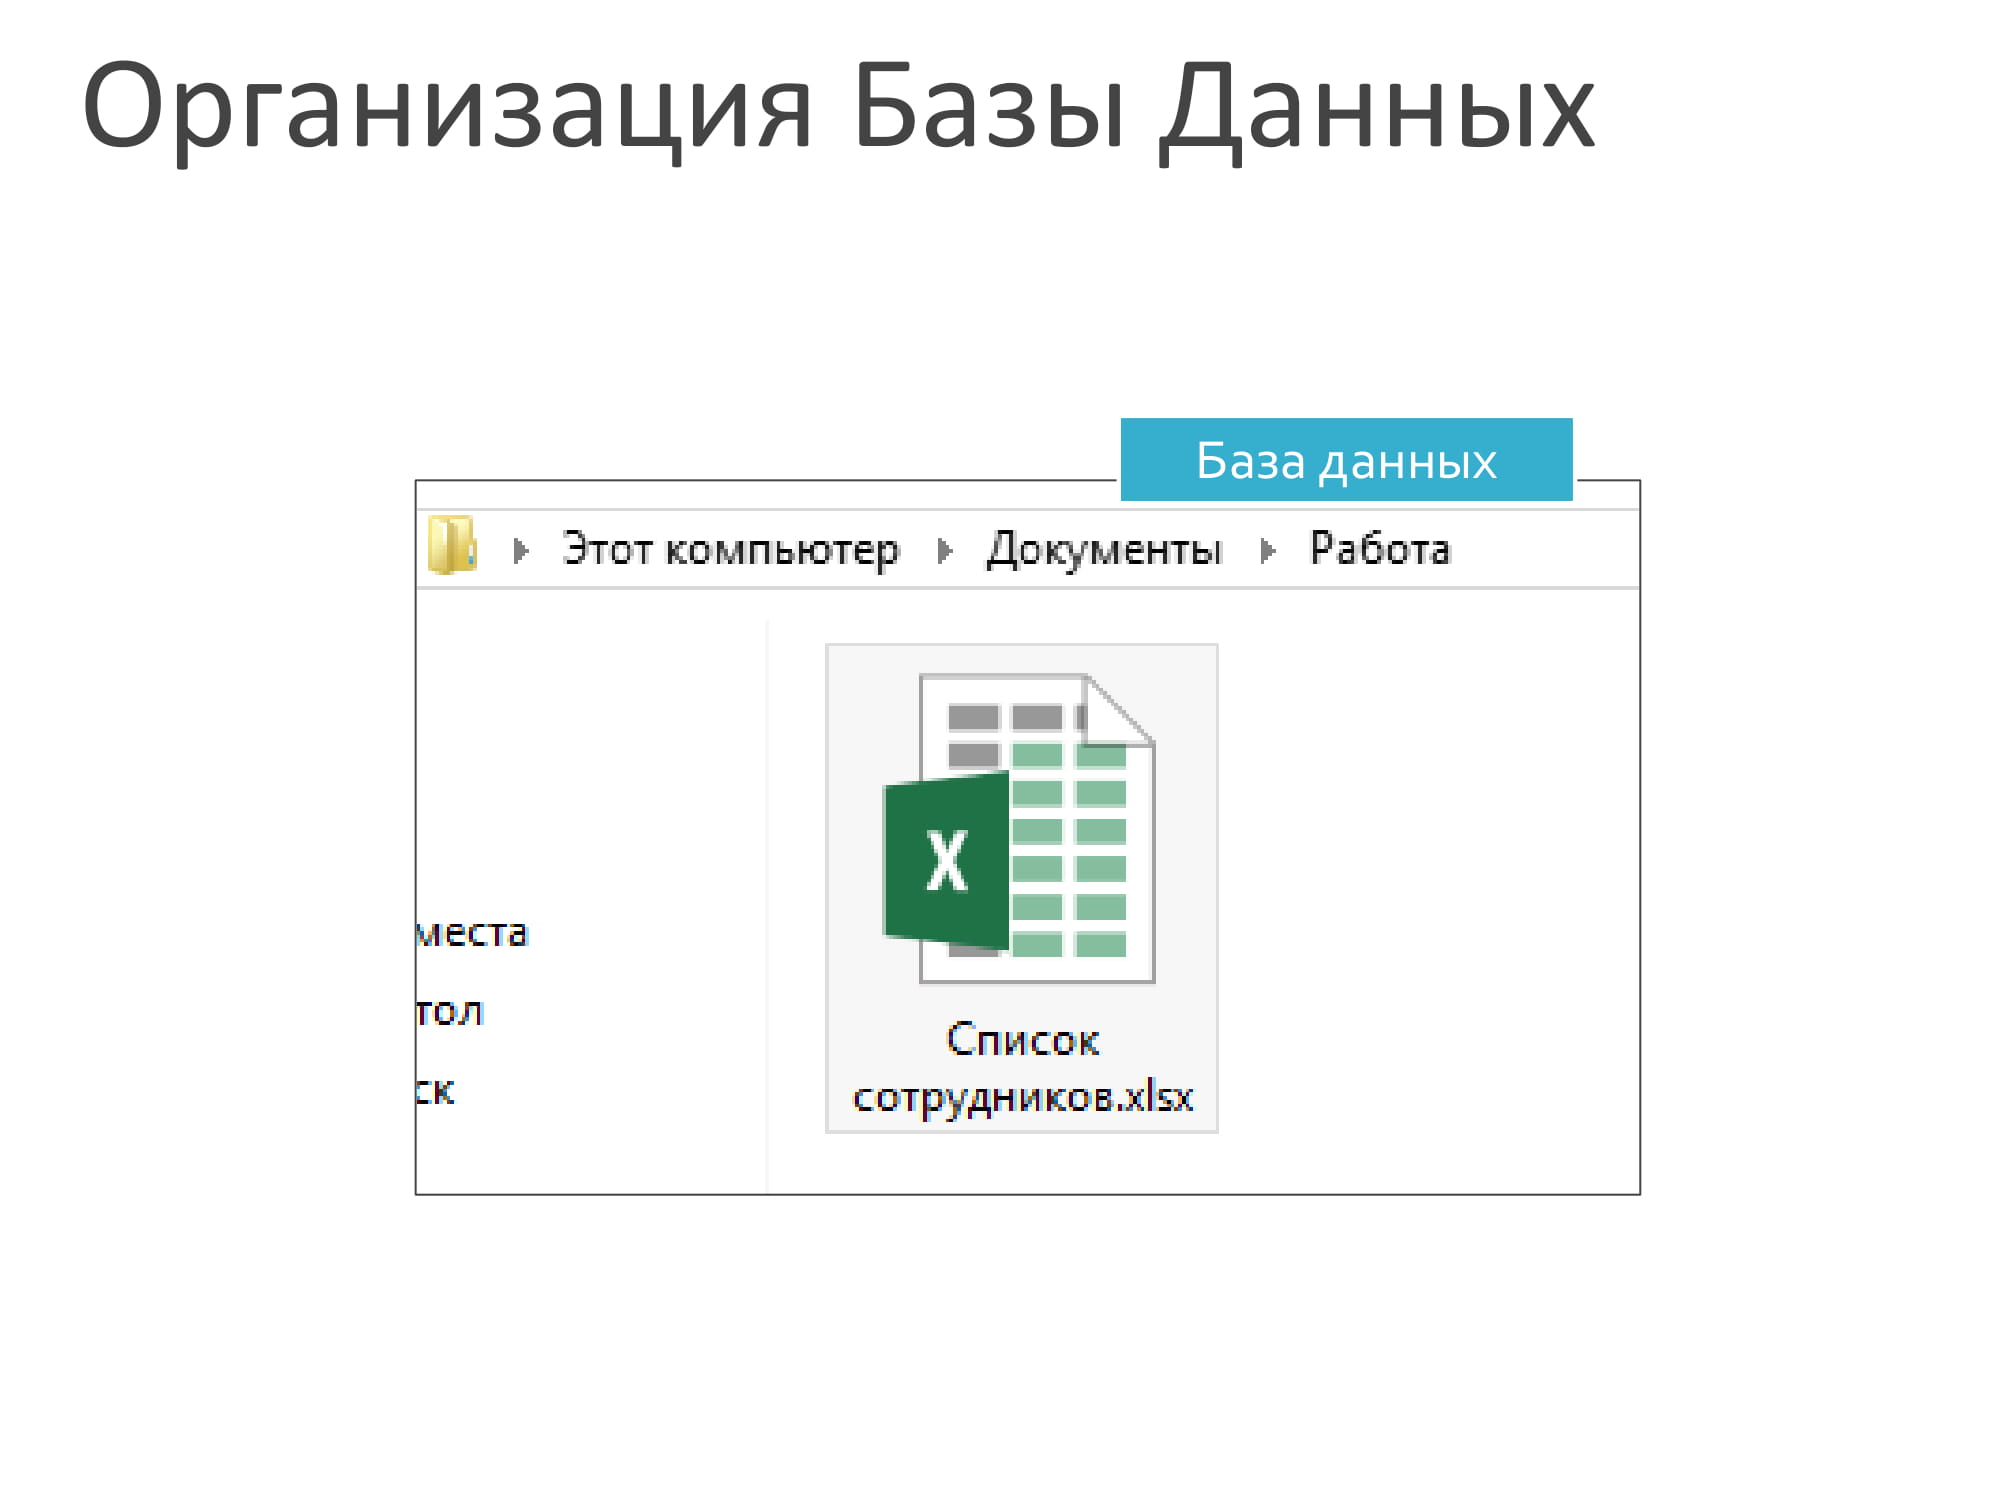 Организация Базы Данных
База данных
Этот компьютер Документы Работа
места
тол
ск
X
Список
сотрудников.xlsx